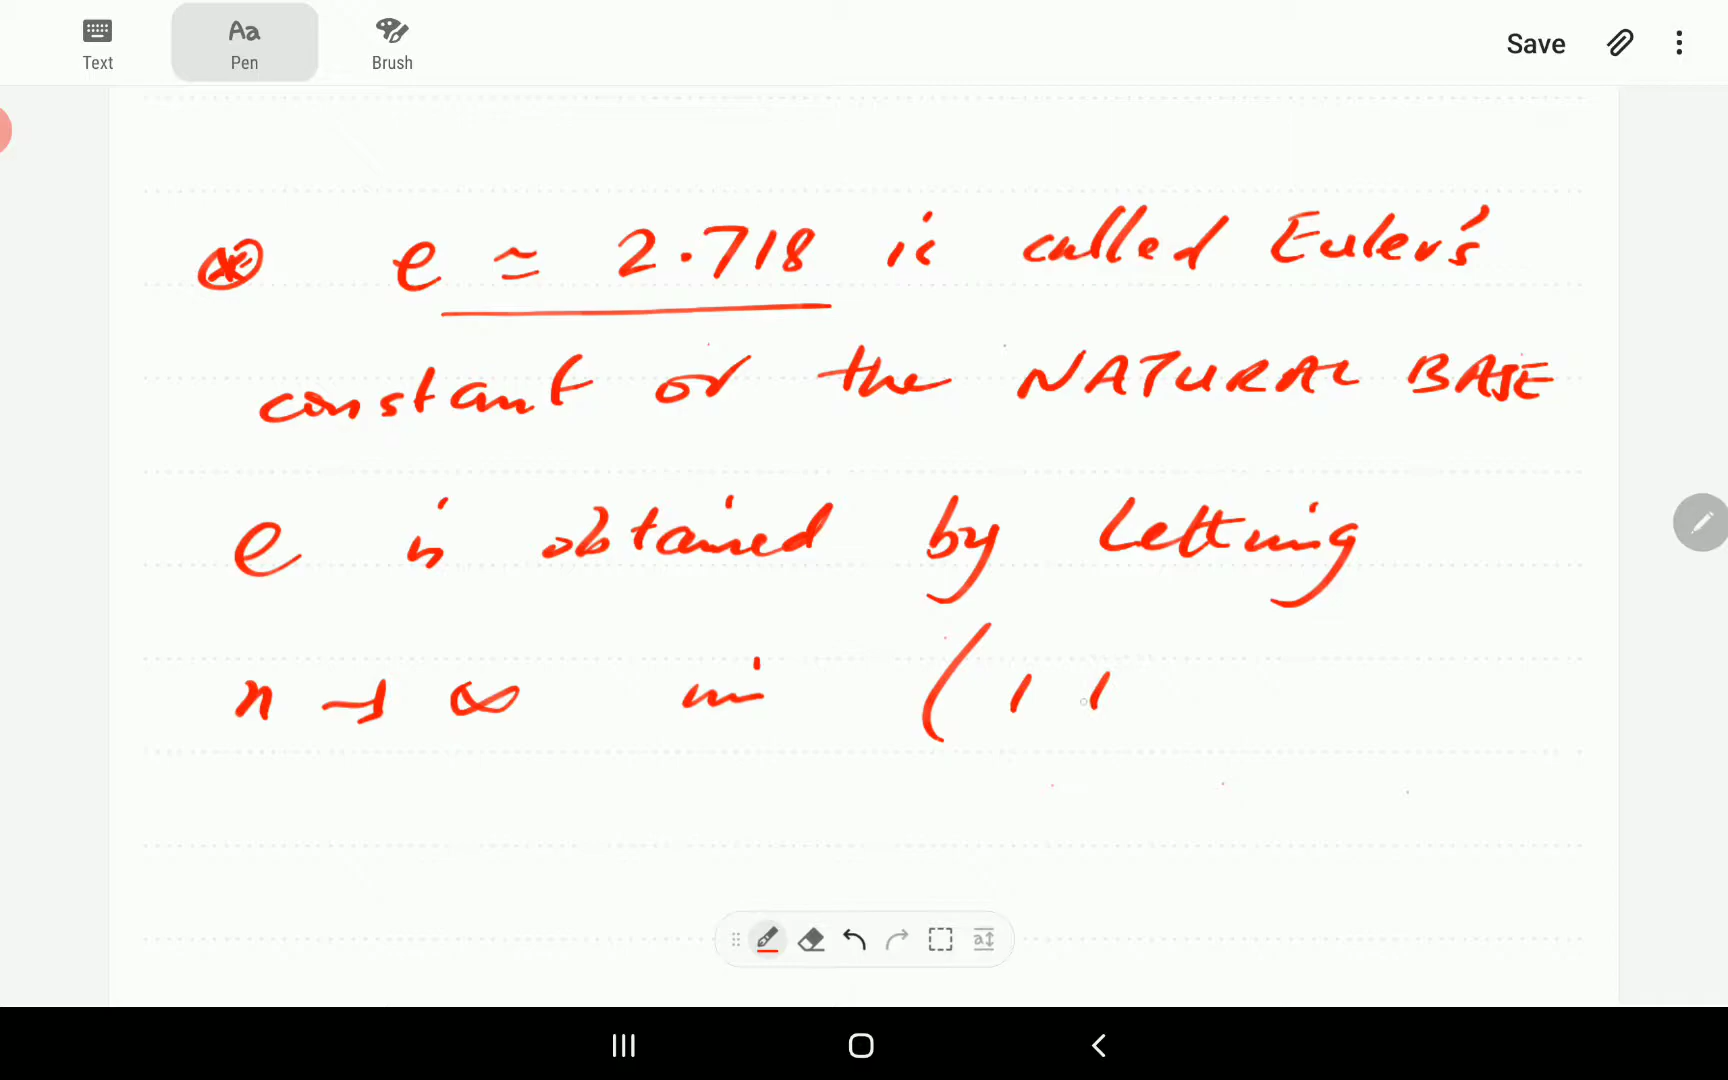 Text
Aa
Pen
Brush
Save
⊛ e ≃ 2.718 is called Euler's
constant or the NATURAL BASE
e is obtained by letting
n → ∞ in ( 1 1